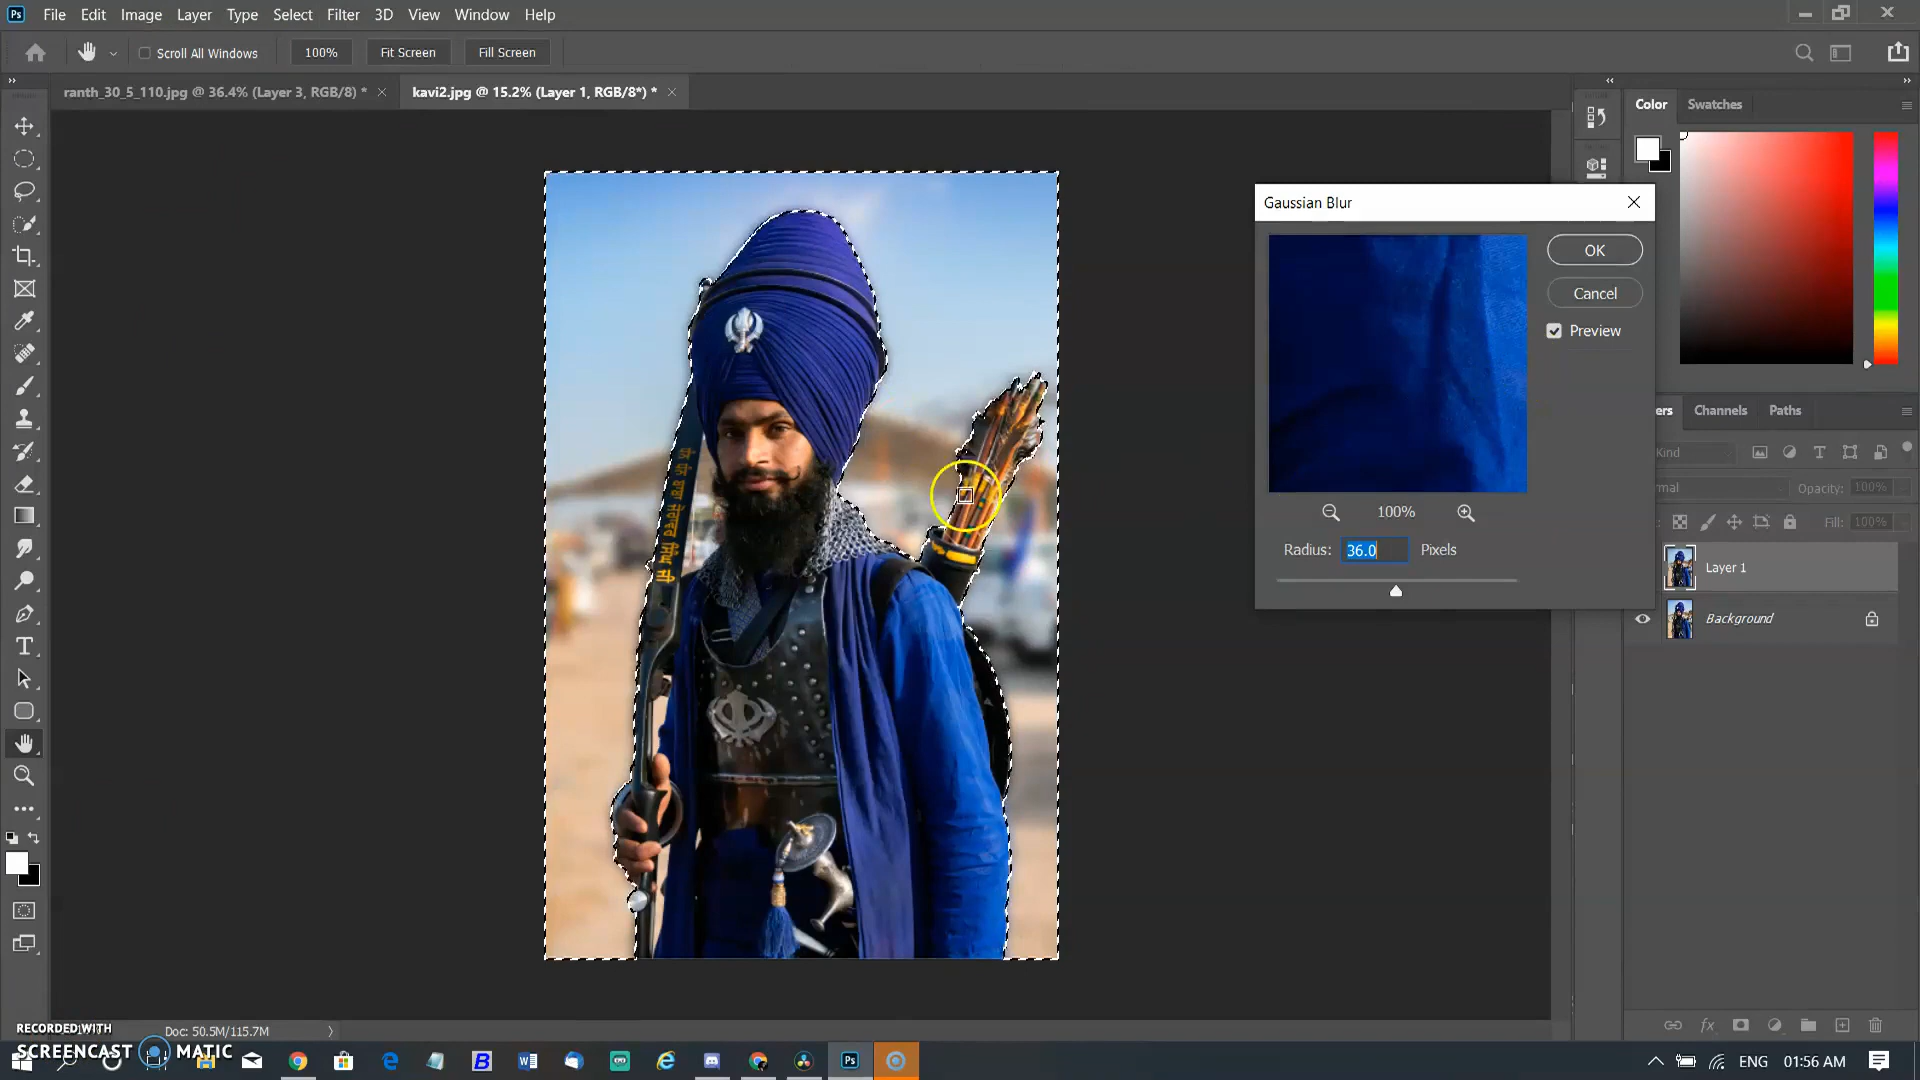 File Edit Image Layer Type Select Filter 3D View Window Help
Scroll All Windows 100% Fit Screen Fill Screen
ranth_30_5_110.jpg @ 36.4% (Layer 3, RGB/8) * × kavi2.jpg @ 15.2% (Layer 1, RGB/8*) * ×
Color Swatches
Gaussian Blur
OK
Cancel
Preview
100%
Radius: 36.0 Pixels
ers Channels Paths
Kind
mal Opacity: 100%
Fill: 100%
Layer 1
Background
Doc: 50.5M/115.7M
RECORDED WITH
SCREENCAST MATIC
ENG 01:56 AM